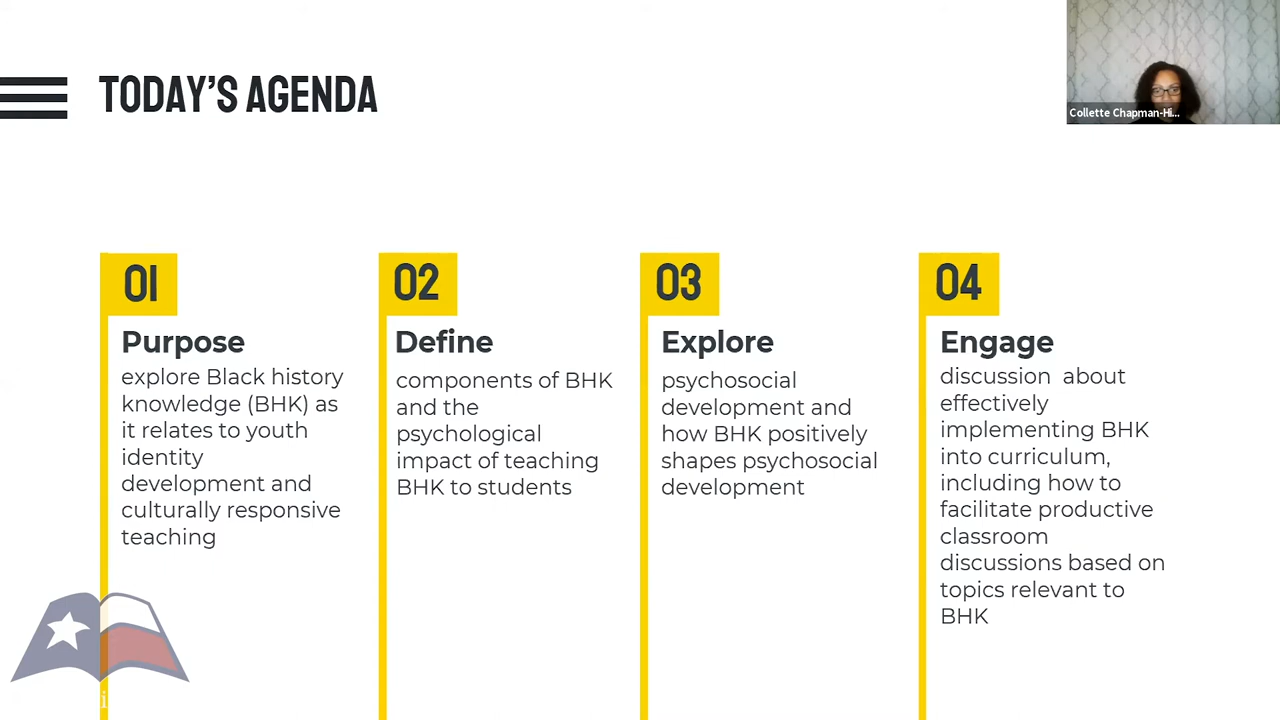 TODAY'S AGENDA
Collette Chapman-Hi...
01
Purpose
explore Black history
knowledge (BHK) as
it relates to youth
identity
development and
culturally responsive
teaching
02
Define
components of BHK
and the
psychological
impact of teaching
BHK to students
03
Explore
psychosocial
development and
how BHK positively
shapes psychosocial
development
04
Engage
discussion  about
effectively
implementing BHK
into curriculum,
including how to
facilitate productive
classroom
discussions based on
topics relevant to
BHK